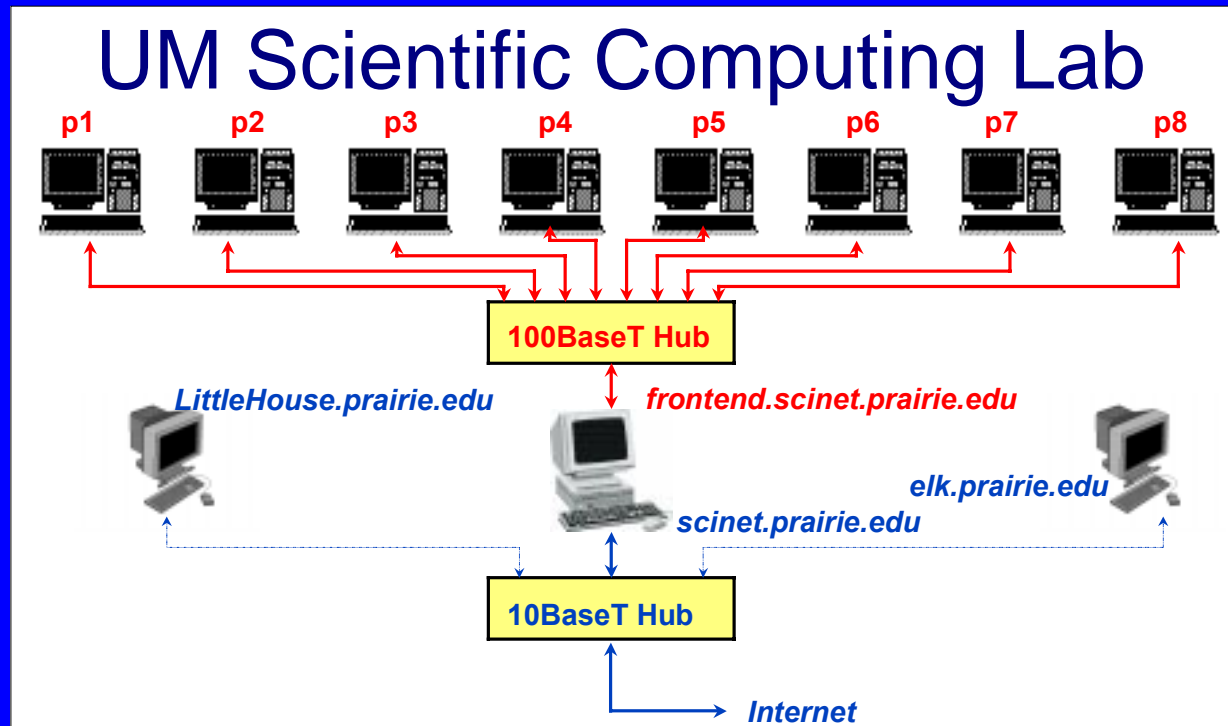 UM Scientific Computing Lab
p1 p2 p3 p4 p5 p6 p7 p8
100BaseT Hub
LittleHouse.prairie.edu
frontend.scinet.prairie.edu
elk.prairie.edu
scinet.prairie.edu
10BaseT Hub
Internet